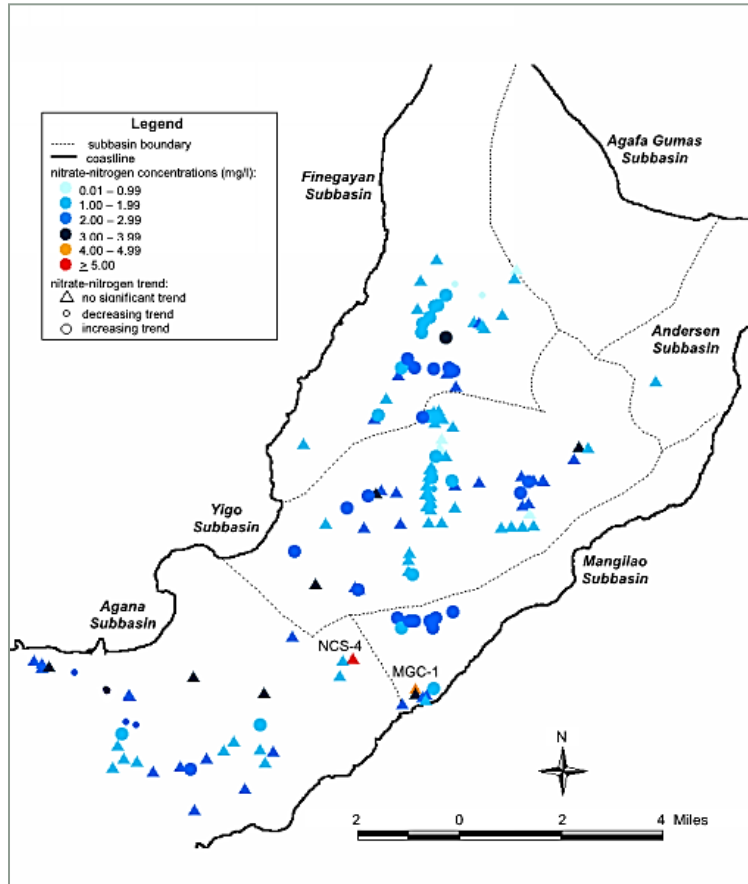 Legend
subbasin boundary
coastline
nitrate-nitrogen concentrations (mg/l):
0.01 – 0.99
1.00 – 1.99
2.00 – 2.99
3.00 – 3.99
4.00 – 4.99
≥ 5.00
nitrate-nitrogen trend:
no significant trend
decreasing trend
increasing trend
Agafa Gumas
Subbasin
Finegayan
Subbasin
Andersen
Subbasin
Yigo
Subbasin
Mangilao
Subbasin
Agana
Subbasin
NCS-4
MGC-1
N
2 0 2 4 Miles